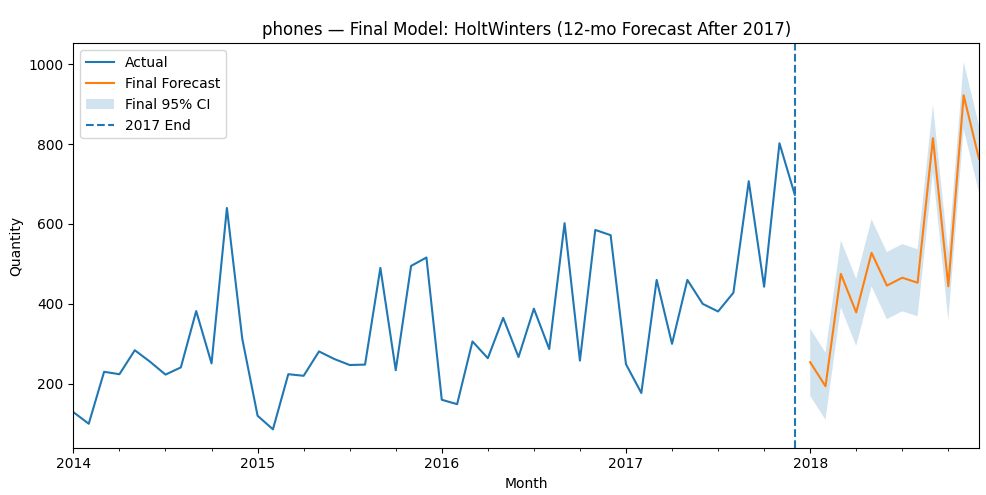 phones — Final Model: HoltWinters (12-mo Forecast After 2017)
Actual
Final Forecast
Final 95% CI
2017 End
1000
800
600
400
200
Quantity
2014 2015 2016 2017 2018
Month